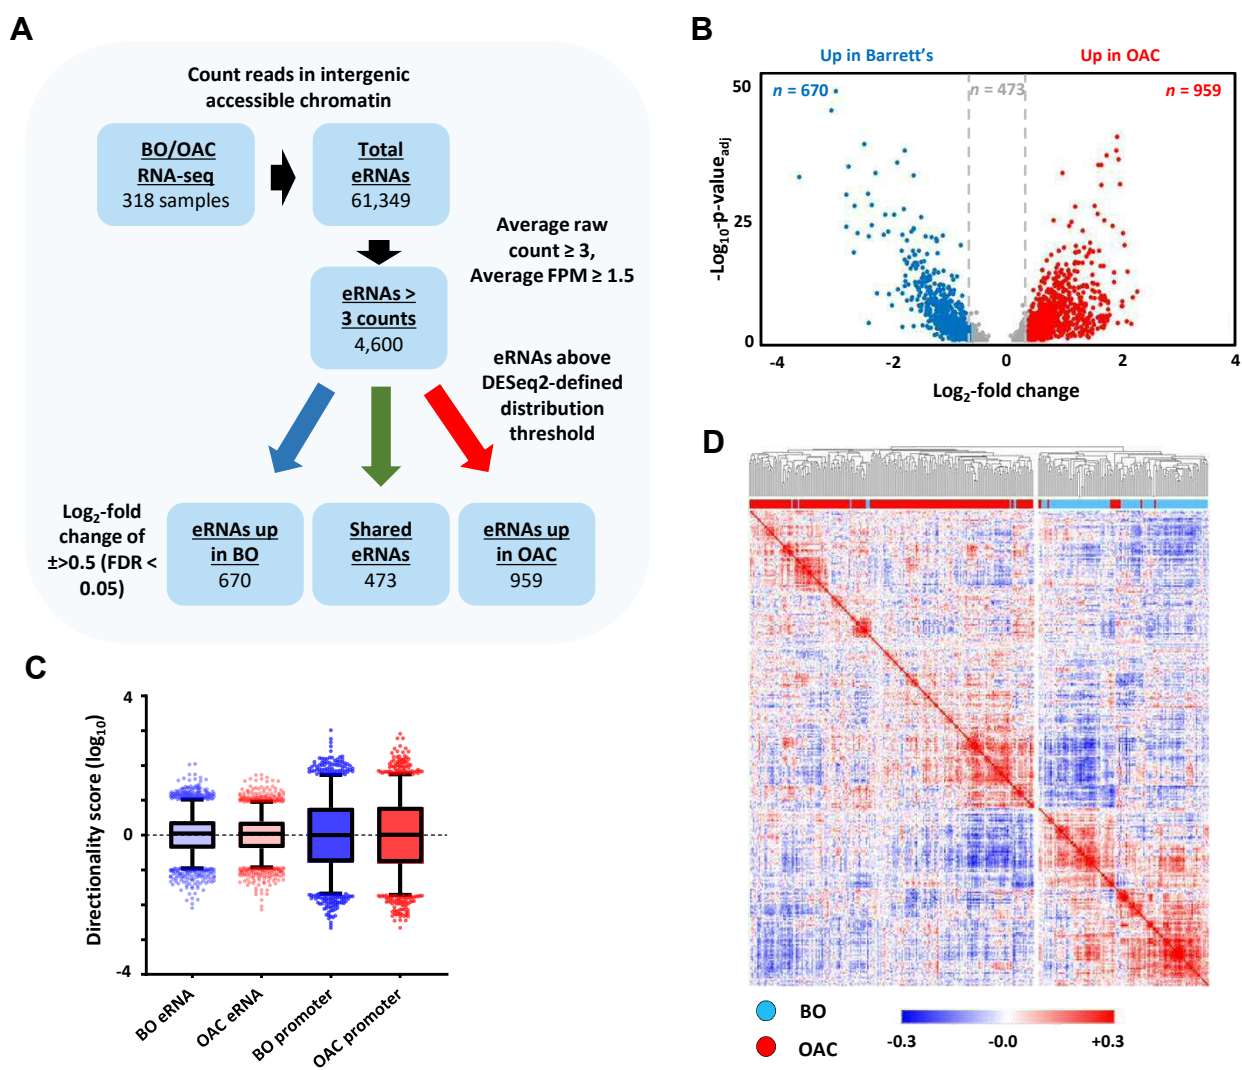 A
Count reads in intergenic
accessible chromatin
BO/OAC
RNA-seq
318 samples
Total
eRNAs
61,349
Average raw
count ≥ 3,
Average FPM ≥ 1.5
eRNAs >
3 counts
4,600
eRNAs above
DESeq2-defined
distribution
threshold
Log2-fold
change of
±>0.5 (FDR <
0.05)
eRNAs up
in BO
670
Shared
eRNAs
473
eRNAs up
in OAC
959
B
Up in Barrett's
Up in OAC
n = 670
n = 473
n = 959
-Log10-p-valueadj
50
25
0
-4
-2
0
2
4
Log2-fold change
C
Directionality score (log10)
4
0
-4
BO eRNA
OAC eRNA
BO promoter
OAC promoter
D
BO
OAC
-0.3
-0.0
+0.3